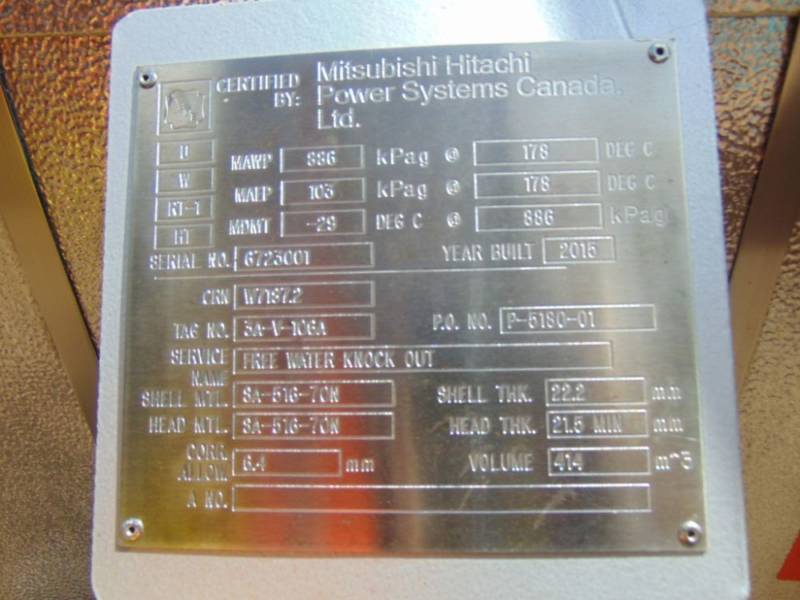 CERTIFIED BY: Mitsubishi Hitachi
Power Systems Canada,
Ltd.
U
W
RT-1
HT
MAWP 886 kPag @ 178 DEG C
MAEP 103 kPag @ 178 DEG C
MDMT -29 DEG C @ 886 kPag
SERIAL NO. 6723001 YEAR BUILT 2015
CRN W7187.2
TAG NO. 3A-V-106A P.O. NO. P-5180-01
SERVICE NAME FREE WATER KNOCK OUT
SHELL MTL. SA-516-70N SHELL THK. 22.2 mm
HEAD MTL. SA-516-70N HEAD THK. 21.5 MIN mm
CORR. ALLOW. 6.4 mm VOLUME 414 m^3
A NO.